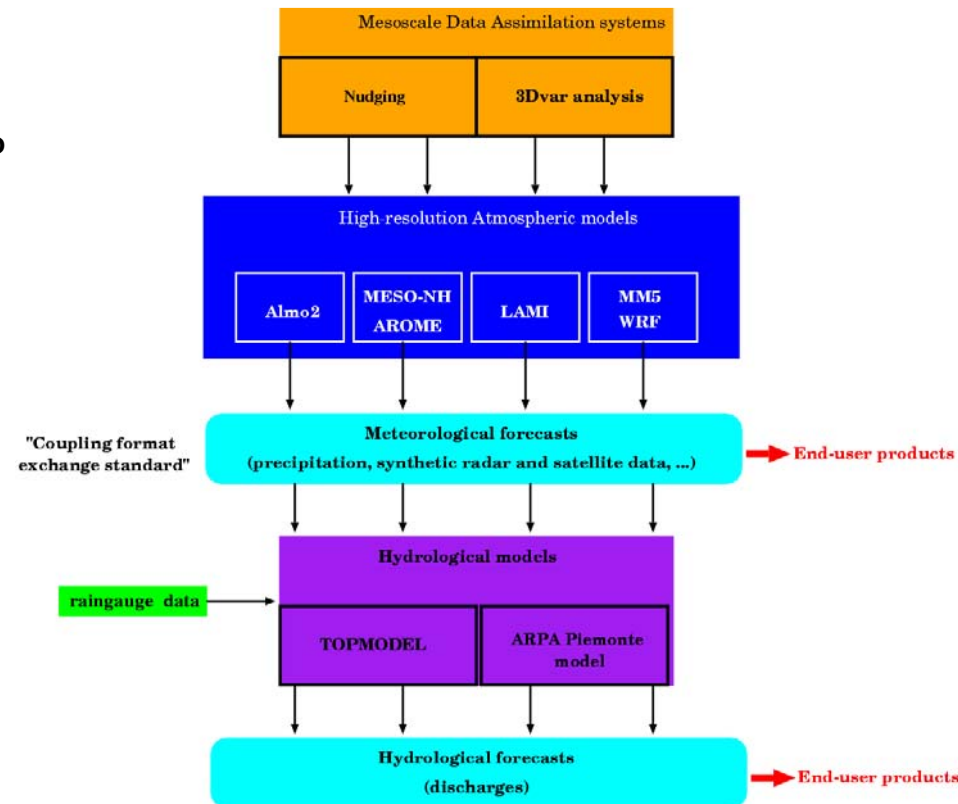 Mesoscale Data Assimilation systems
Nudging
3Dvar analysis
High-resolution Atmospheric models
Almo2
MESO-NH
AROME
LAMI
MM5
WRF
"Coupling format
exchange standard"
Meteorological forecasts
(precipitation, synthetic radar and satellite data, ...)
End-user products
Hydrological models
raingauge data
TOPMODEL
ARPA Piemonte
model
Hydrological forecasts
(discharges)
End-user products